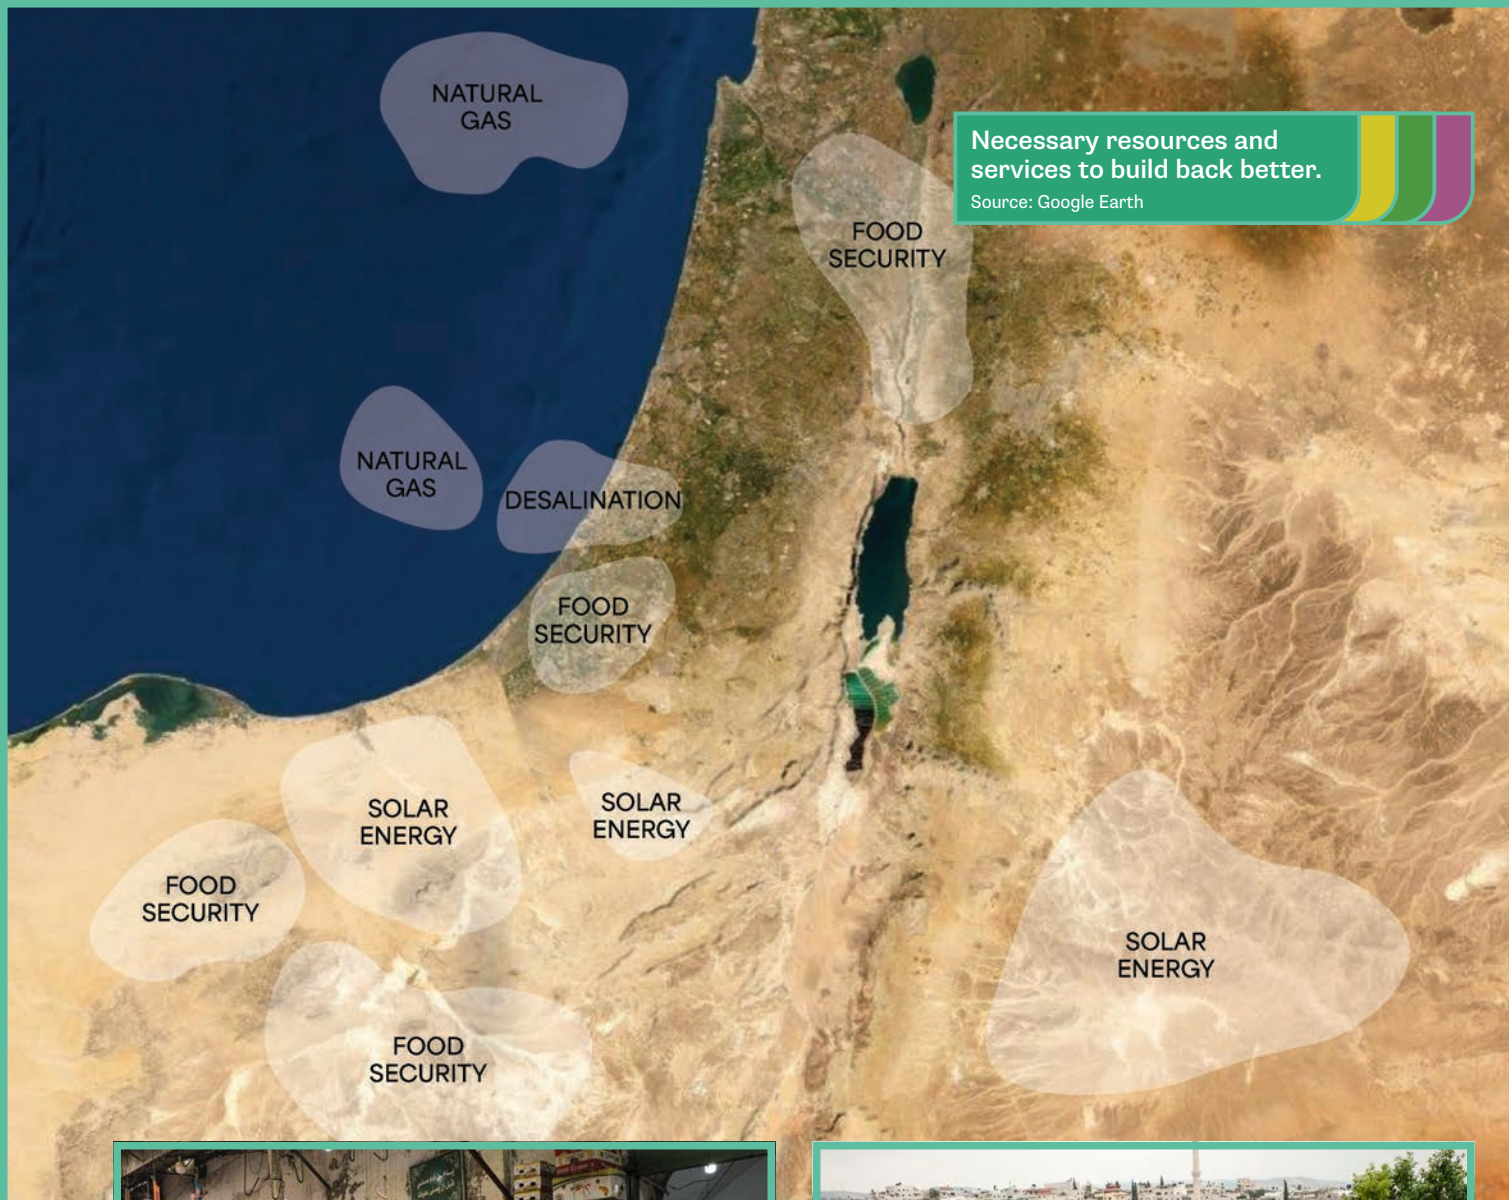 NATURAL
GAS
Necessary resources and
services to build back better.
Source: Google Earth
FOOD
SECURITY
NATURAL
GAS
DESALINATION
FOOD
SECURITY
SOLAR
ENERGY
SOLAR
ENERGY
FOOD
SECURITY
SOLAR
ENERGY
FOOD
SECURITY